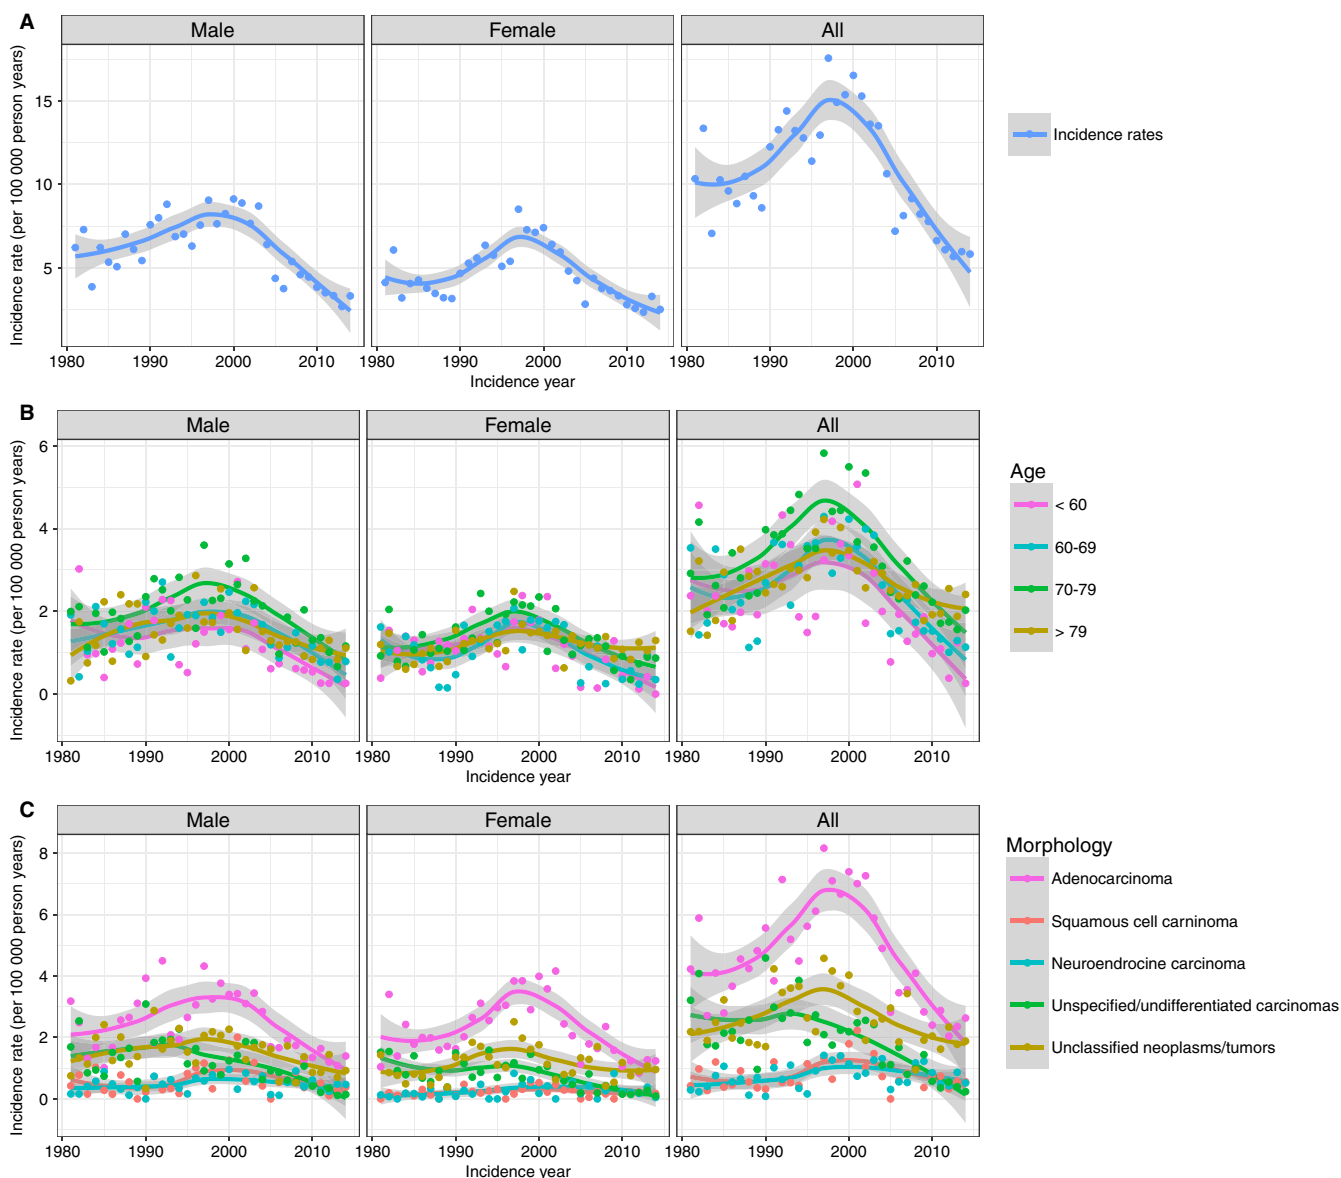 A
Male Female All
Incidence rate (per 100 000 person years)
15
10
5
1980 1990 2000 2010 1980 1990 2000 2010 1980 1990 2000 2010
Incidence year
Incidence rates
B
Male Female All
Incidence rate (per 100 000 person years)
6
4
2
0
1980 1990 2000 2010 1980 1990 2000 2010 1980 1990 2000 2010
Incidence year
Age
< 60
60-69
70-79
> 79
C
Male Female All
Incidence rate (per 100 000 person years)
8
6
4
2
0
1980 1990 2000 2010 1980 1990 2000 2010 1980 1990 2000 2010
Incidence year
Morphology
Adenocarcinoma
Squamous cell carninoma
Neuroendocrine carcinoma
Unspecified/undifferentiated carcinomas
Unclassified neoplasms/tumors